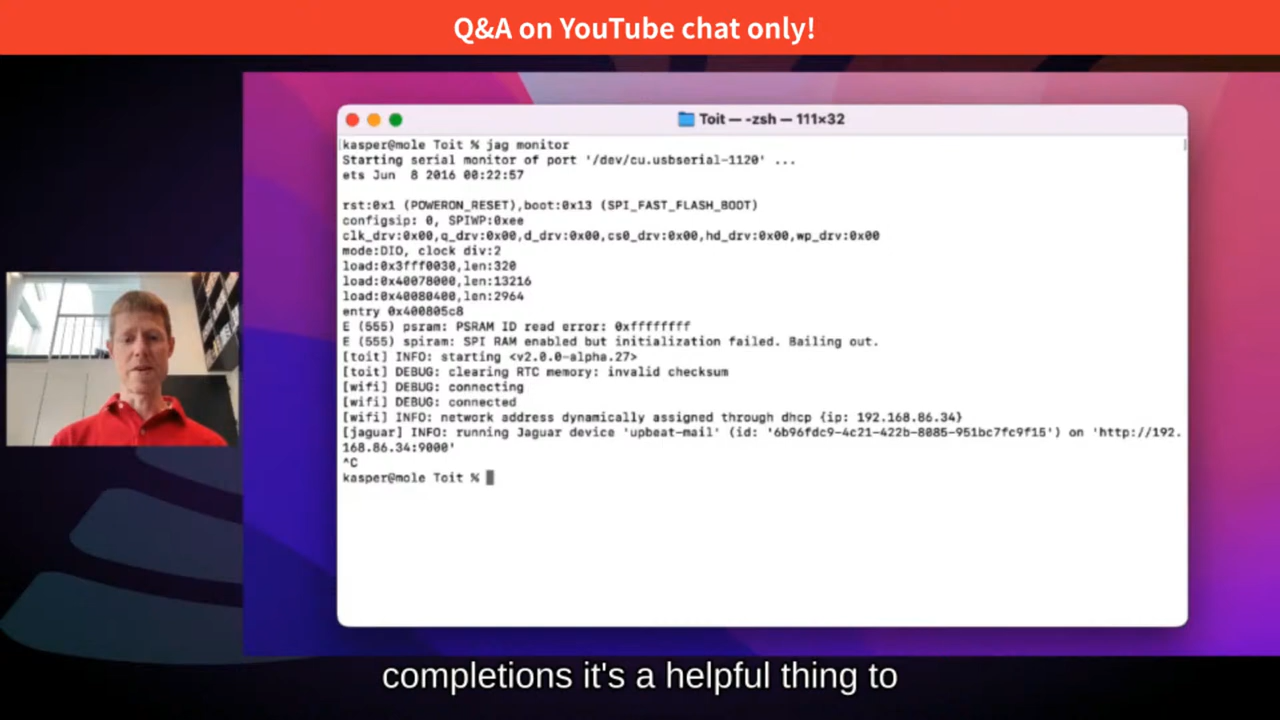 Q&A on YouTube chat only!
Toit — -zsh — 111×32
kasper@mole Toit % jag monitor
Starting serial monitor of port '/dev/cu.usbserial-1120' ...
ets Jun  8 2016 00:22:57
rst:0x1 (POWERON_RESET),boot:0x13 (SPI_FAST_FLASH_BOOT)
configsip: 0, SPIWP:0xee
clk_drv:0x00,q_drv:0x00,d_drv:0x00,cs0_drv:0x00,hd_drv:0x00,wp_drv:0x00
mode:DIO, clock div:2
load:0x3fff0030,len:320
load:0x40078000,len:13216
load:0x40080400,len:2964
entry 0x400805c8
E (555) psram: PSRAM ID read error: 0xffffffff
E (555) spiram: SPI RAM enabled but initialization failed. Bailing out.
[toit] INFO: starting <v2.0.0-alpha.27>
[toit] DEBUG: clearing RTC memory: invalid checksum
[wifi] DEBUG: connecting
[wifi] DEBUG: connected
[wifi] INFO: network address dynamically assigned through dhcp {ip: 192.168.86.34}
[jaguar] INFO: running Jaguar device 'upbeat-mail' (id: '6b96fdc9-4c21-422b-8085-951bc7fc9f15') on 'http://192.
168.86.34:9000'
^C
kasper@mole Toit %
completions it's a helpful thing to